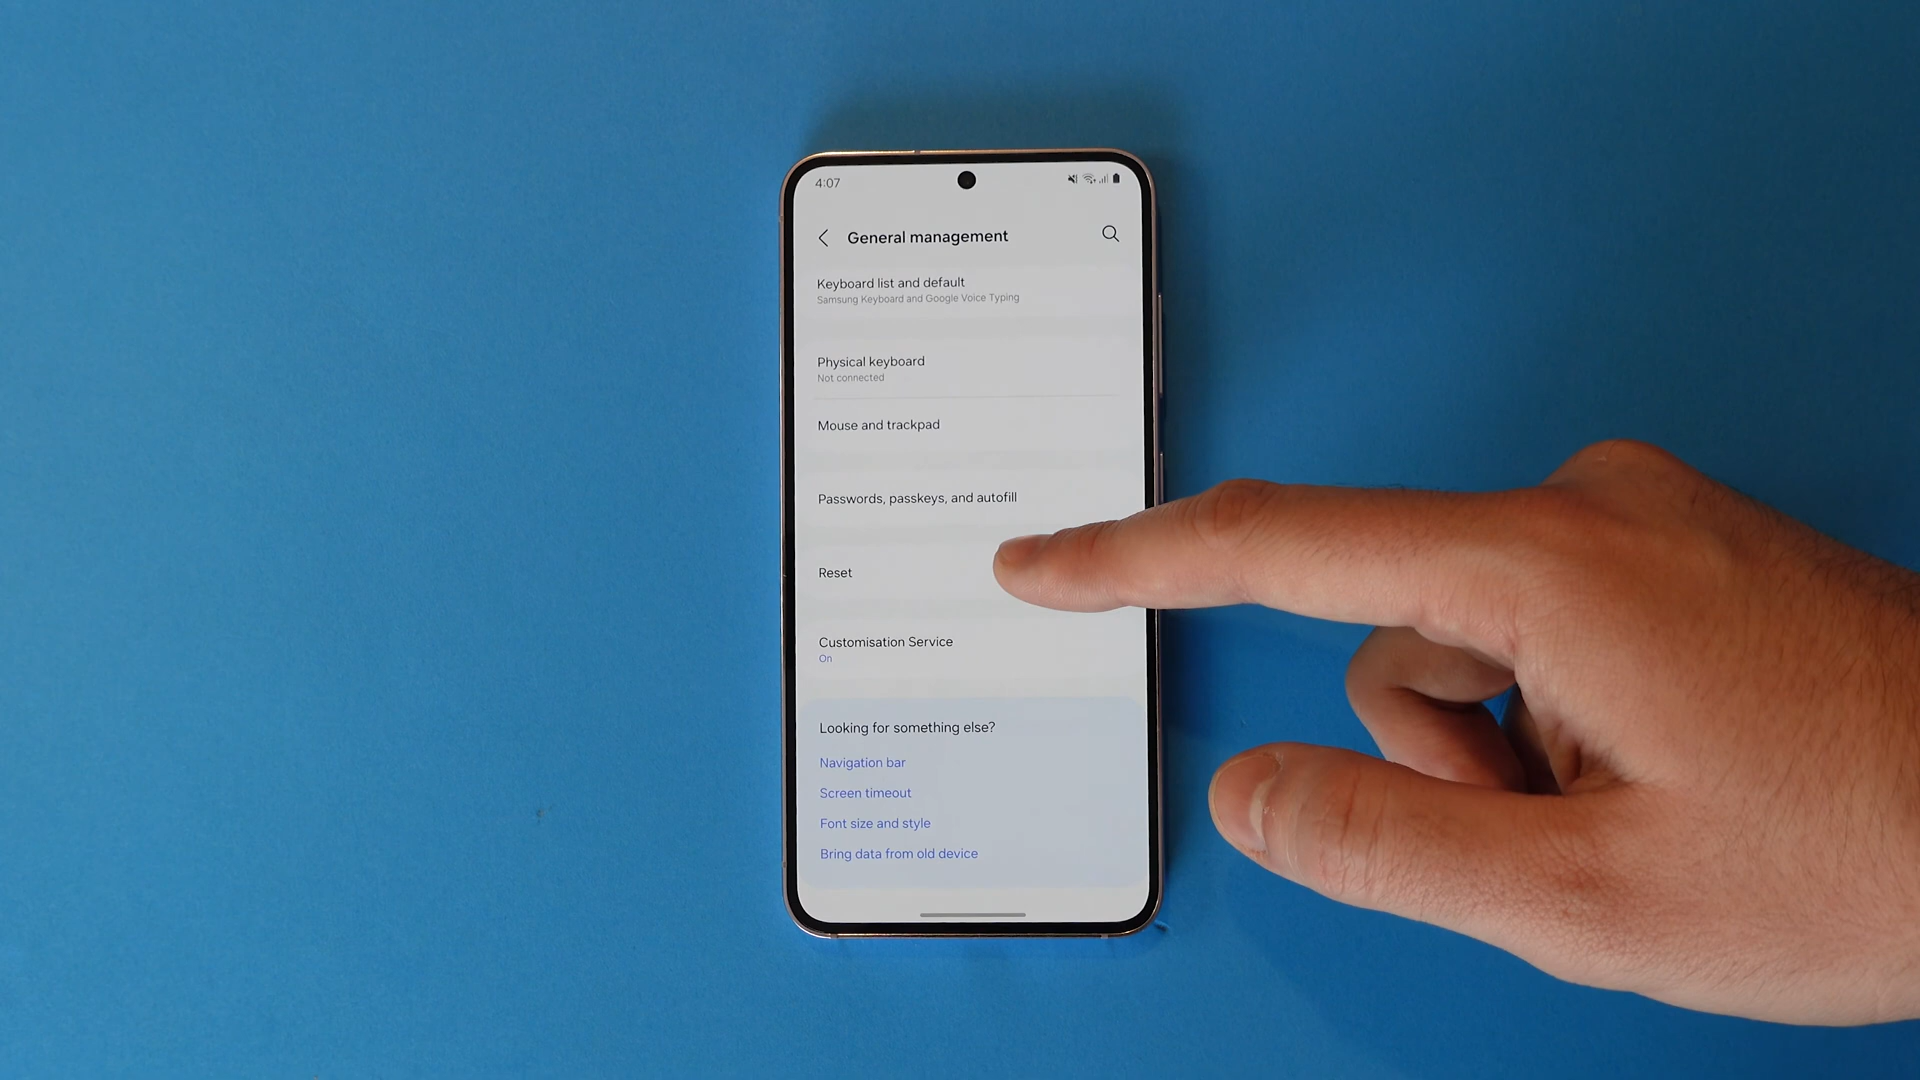 4:07
General management
Keyboard list and default
Samsung Keyboard and Google Voice Typing
Physical keyboard
Not connected
Mouse and trackpad
Passwords, passkeys, and autofill
Reset
Customisation Service
On
Looking for something else?
Navigation bar
Screen timeout
Font size and style
Bring data from old device